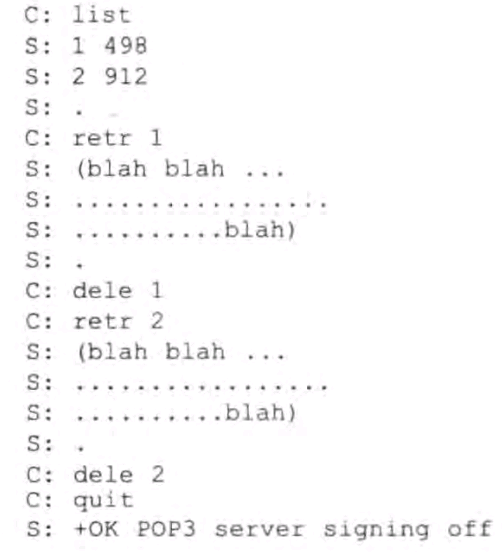 C: list
S: 1 498
S: 2 912
S: .
C: retr 1
S: (blah blah ...
S: .................
S: ..........blah)
S: .
C: dele 1
C: retr 2
S: (blah blah ...
S: .................
S: ..........blah)
S: .
C: dele 2
C: quit
S: +OK POP3 server signing off